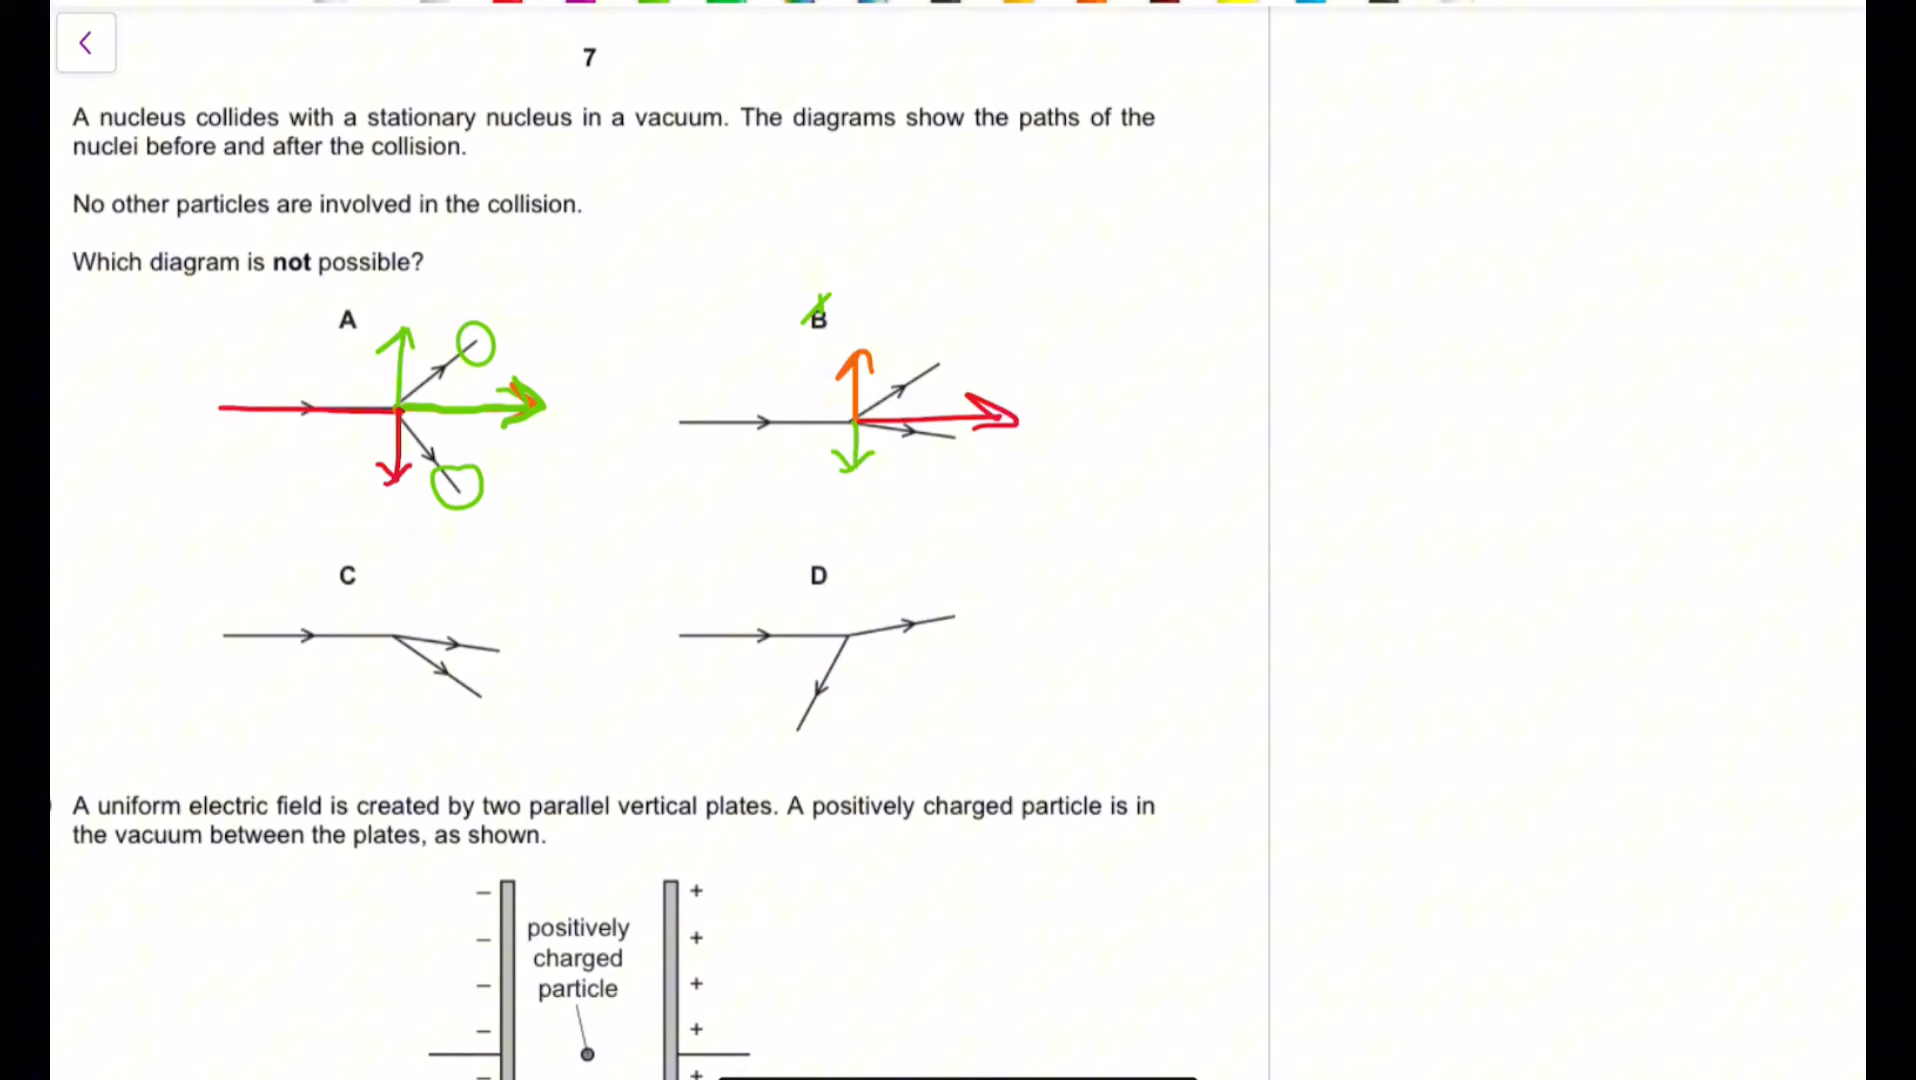 7
A nucleus collides with a stationary nucleus in a vacuum. The diagrams show the paths of the
nuclei before and after the collision.
No other particles are involved in the collision.
Which diagram is not possible?
A
B
C
D
A uniform electric field is created by two parallel vertical plates. A positively charged particle is in
the vacuum between the plates, as shown.
– +
positively
– +
charged
– +
particle
– +
– +